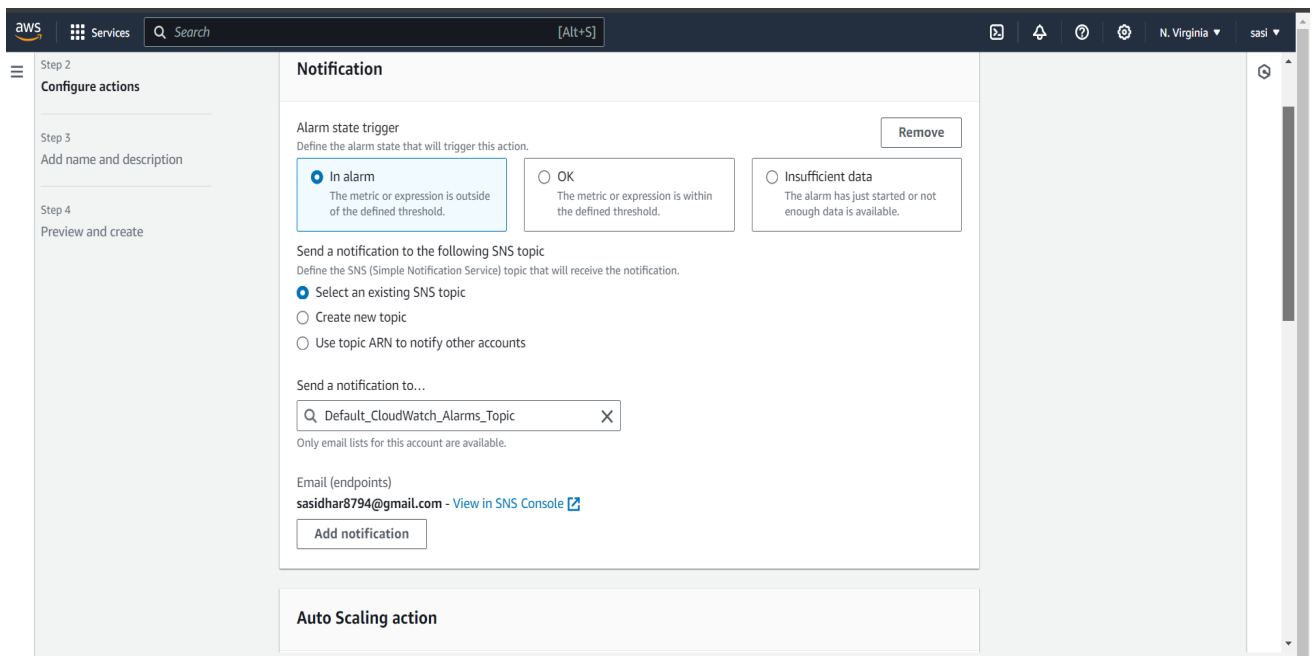 aws
Services
Search
[Alt+S]
N. Virginia
sasi
Step 2
Configure actions
Step 3
Add name and description
Step 4
Preview and create
Notification
Alarm state trigger
Define the alarm state that will trigger this action.
Remove
In alarm
The metric or expression is outside
of the defined threshold.
OK
The metric or expression is within
the defined threshold.
Insufficient data
The alarm has just started or not
enough data is available.
Send a notification to the following SNS topic
Define the SNS (Simple Notification Service) topic that will receive the notification.
Select an existing SNS topic
Create new topic
Use topic ARN to notify other accounts
Send a notification to…
Default_CloudWatch_Alarms_Topic
Only email lists for this account are available.
Email (endpoints)
sasidhar8794@gmail.com - View in SNS Console
Add notification
Auto Scaling action